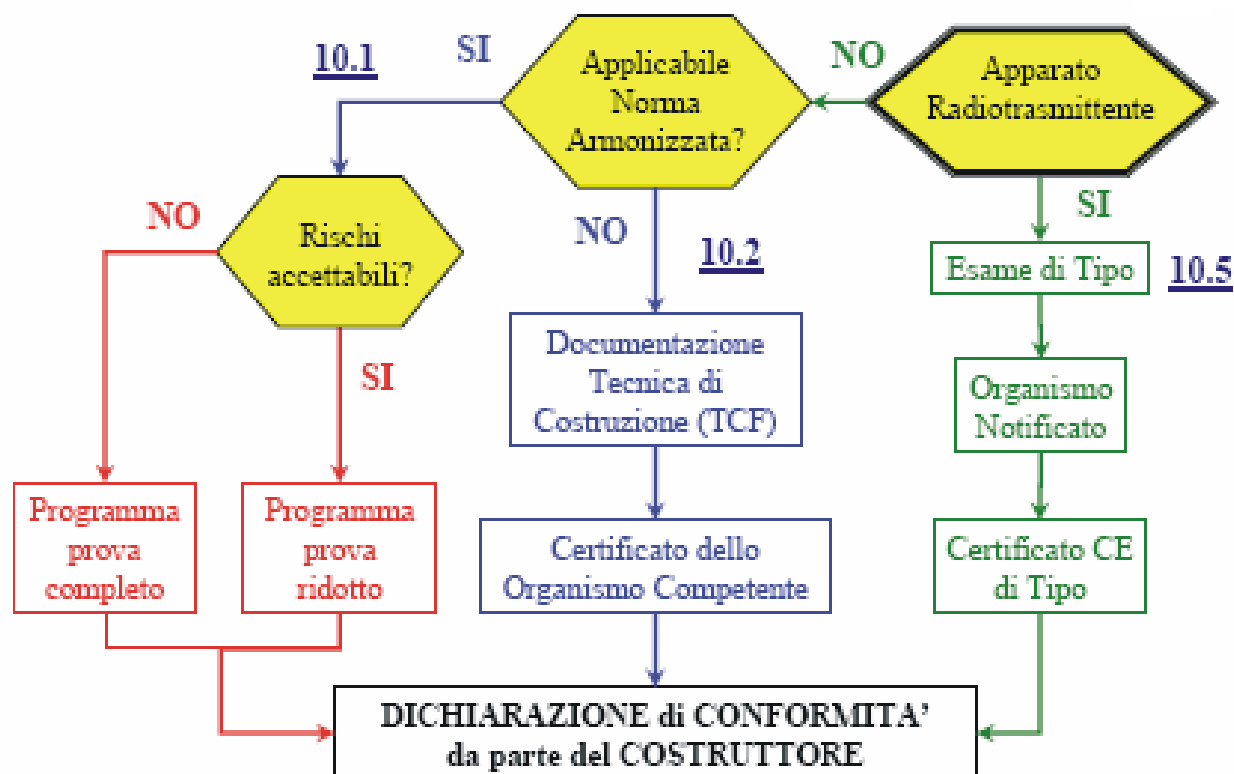 10.1
SI
Applicabile
Norma
Armonizzata?
NO
Apparato
Radiotrasmittente
NO
Rischi
accettabili?
NO
10.2
SI
Esame di Tipo
10.5
SI
Documentazione
Tecnica di
Costruzione (TCF)
Organismo
Notificato
Programma
prova
completo
Programma
prova
ridotto
Certificato dello
Organismo Competente
Certificato CE
di Tipo
DICHIARAZIONE di CONFORMITA’
da parte del COSTRUTTORE